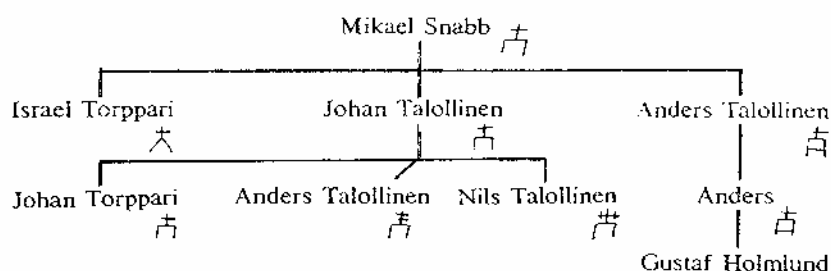 Mikael Snabb
Israel Torppari Johan Talollinen Anders Talollinen
Johan Torppari Anders Talollinen Nils Talollinen Anders
Gustaf Holmlund